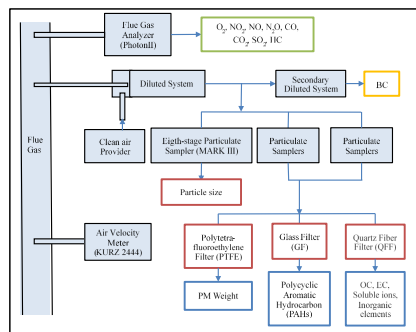 Flue Gas
Analyzer
(PhotonII)
O2, NO2, NO, N2O, CO,
CO2, SO2, HC
Diluted System
Secondary
Diluted System
BC
Flue
Gas
Clean air
Provider
Eigth-stage Particulate
Sampler (MARK III)
Particulate
Samplers
Particulate
Samplers
Particle size
Air Velocity
Meter
(KURZ 2444)
Polytetra-
fluoroethylene
Filter (PTFE)
Glass Filter
(GF)
Quartz Fiber
Filter (QFF)
PM Weight
Polycyclic
Aromatic
Hydrocarbon
(PAHs)
OC, EC,
Soluble ions,
Inorganic
elements